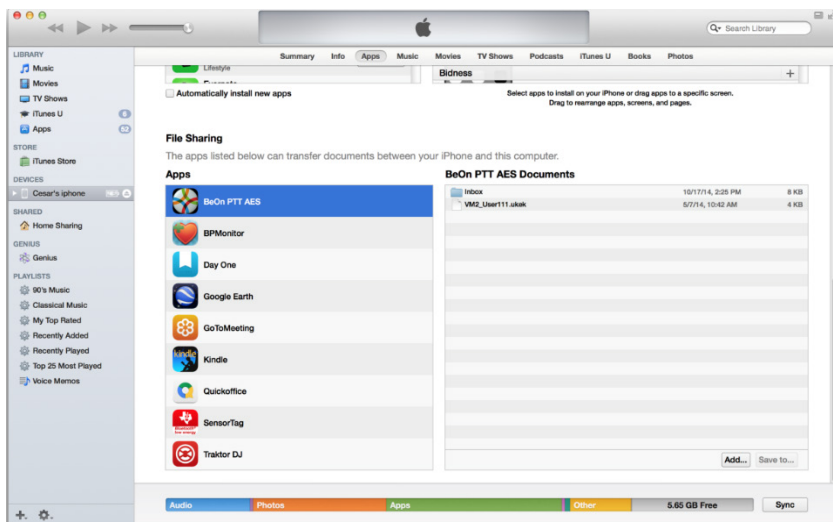 Search Library
LIBRARY
Music
Movies
TV Shows
iTunes U
Apps
STORE
iTunes Store
DEVICES
Cesar's iphone
SHARED
Home Sharing
GENIUS
Genius
PLAYLISTS
90's Music
Classical Music
My Top Rated
Recently Added
Recently Played
Top 25 Most Played
Voice Memos
Summary Info Apps Music Movies TV Shows Podcasts iTunes U Books Photos
Lifestyle
Bidness
Automatically install new apps
Select apps to install on your iPhone or drag apps to a specific screen.
Drag to rearrange apps, screens, and pages.
File Sharing
The apps listed below can transfer documents between your iPhone and this computer.
Apps
BeOn PTT AES
BPMonitor
Day One
Google Earth
GoToMeeting
kindle
Kindle
Quickoffice
SensorTag
Traktor DJ
BeOn PTT AES Documents
Inbox 10/17/14, 2:25 PM 8 KB
VM2_User111.ukek 5/7/14, 10:42 AM 4 KB
Add... Save to...
Audio Photos Apps Other 5.65 GB Free Sync